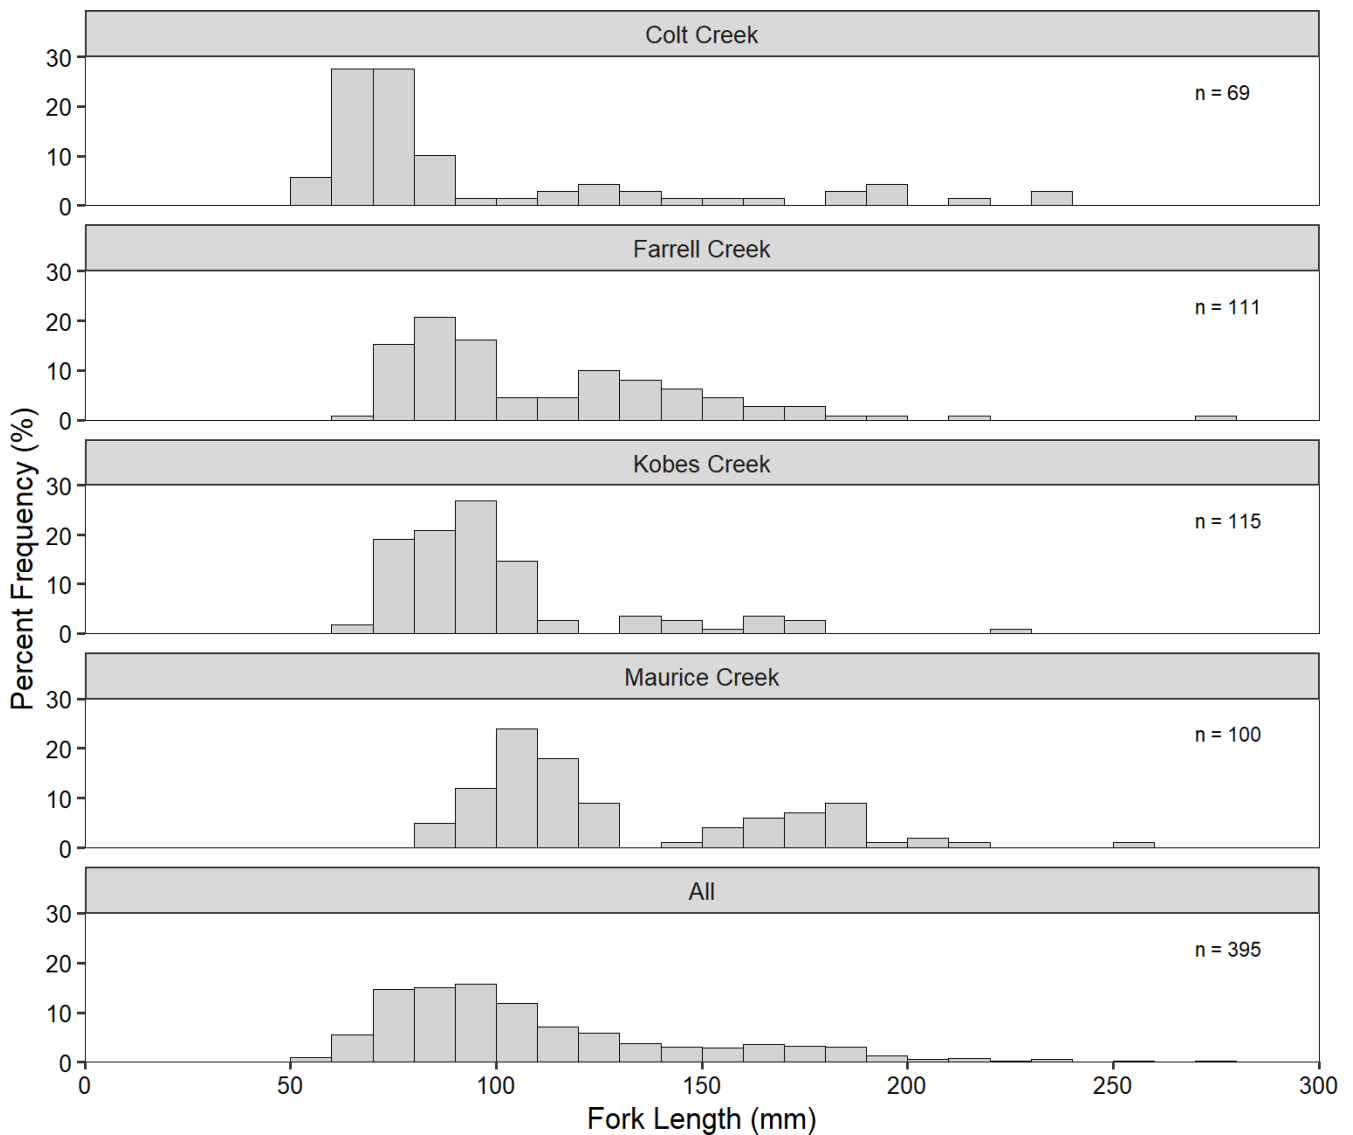 Colt Creek
30
20
10
0
n = 69
Farrell Creek
30
20
10
0
n = 111
Kobes Creek
30
20
10
0
n = 115
Maurice Creek
30
20
10
0
n = 100
All
30
20
10
0
n = 395
0 50 100 150 200 250 300
Fork Length (mm)
Percent Frequency (%)